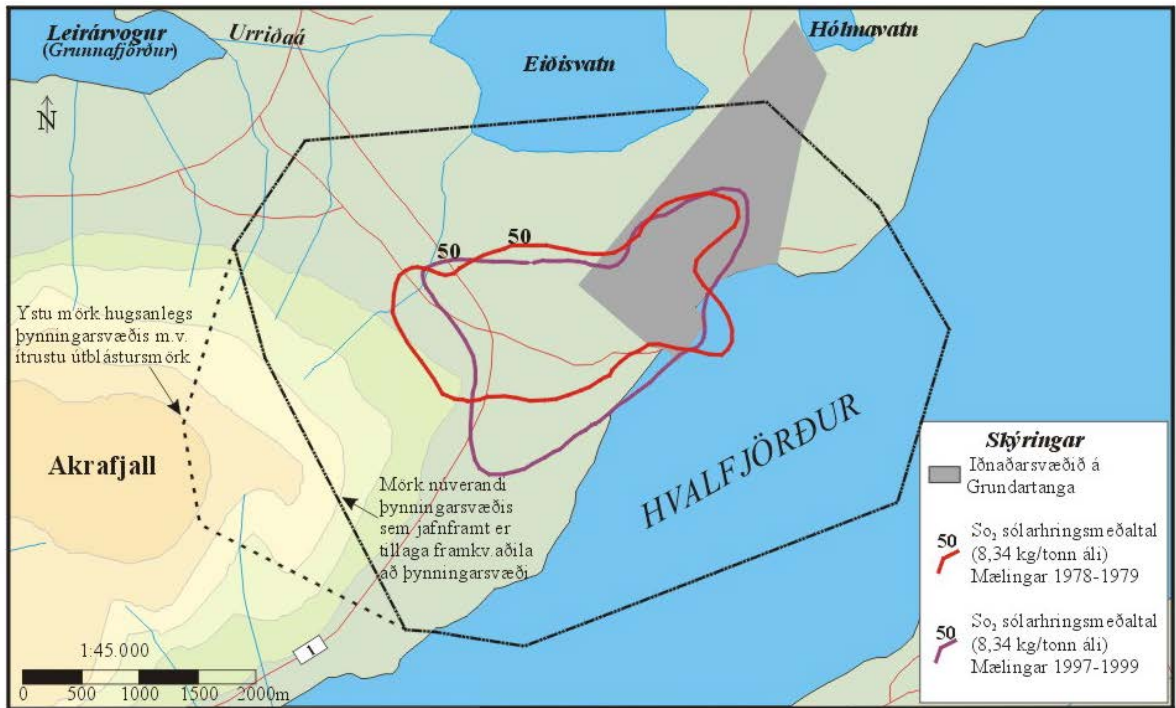 Leirárvogur
(Grunnafjörður)
Urriðaá
Eiðisvatn
Hólmavatn
N
50
50
Ystu mörk hugsanlegs
þynningarsvæðis m.v.
ítrustu útblástursmörk
Akrafjall
Mörk núverandi
þynningarsvæðis
sem jafnframt er
tillaga framkv.aðila
að þynningarsvæði
HVALFJÖRÐUR
1
1:45.000
0 500 1000 1500 2000m
Skýringar
Iðnaðarsvæðið á
Grundartanga
50
So₂ sólarhringsmeðaltal
(8,34 kg/tonn áli)
Mælingar 1978-1979
50
So₂ sólarhringsmeðaltal
(8,34 kg/tonn áli)
Mælingar 1997-1999